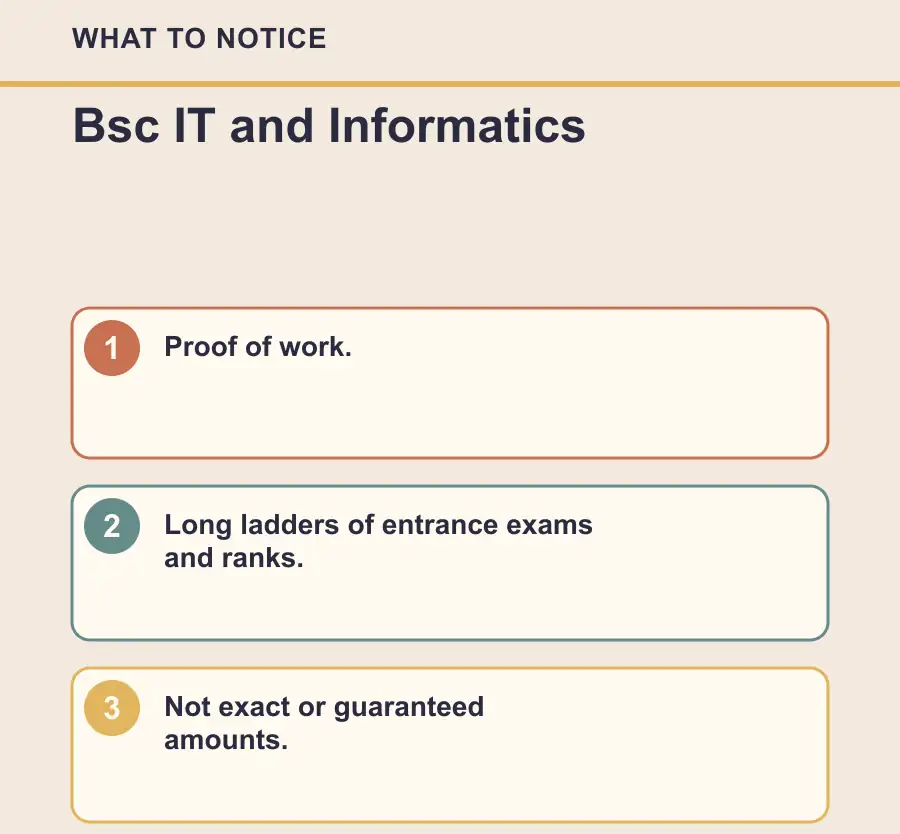 WHAT TO NOTICE
Bsc IT and Informatics
1
Proof of work.
2
Long ladders of entrance exams
and ranks.
3
Not exact or guaranteed
amounts.